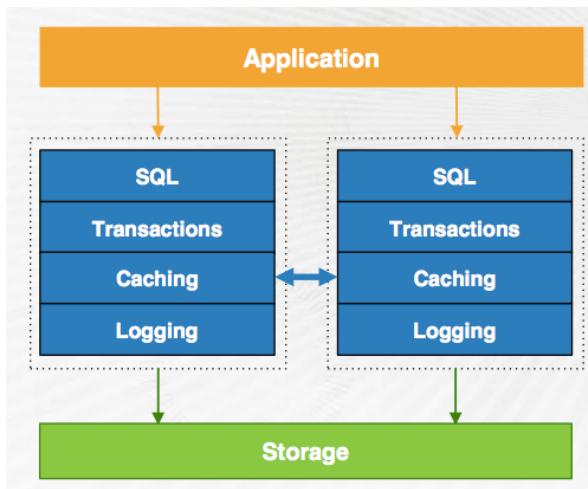 Application
SQL
Transactions
Caching
Logging
SQL
Transactions
Caching
Logging
Storage